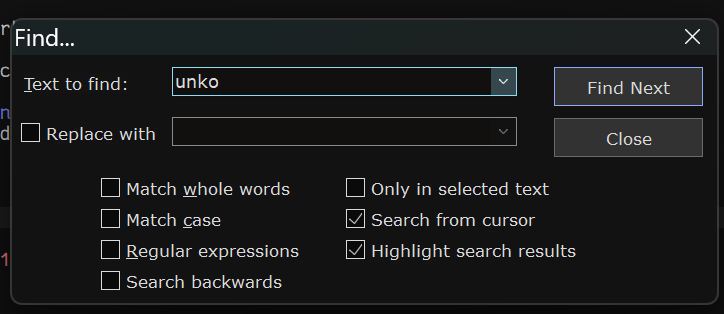 Find...
Text to find:
unko
Find Next
Replace with
Close
Match whole words
Only in selected text
Match case
Search from cursor
Regular expressions
Highlight search results
Search backwards